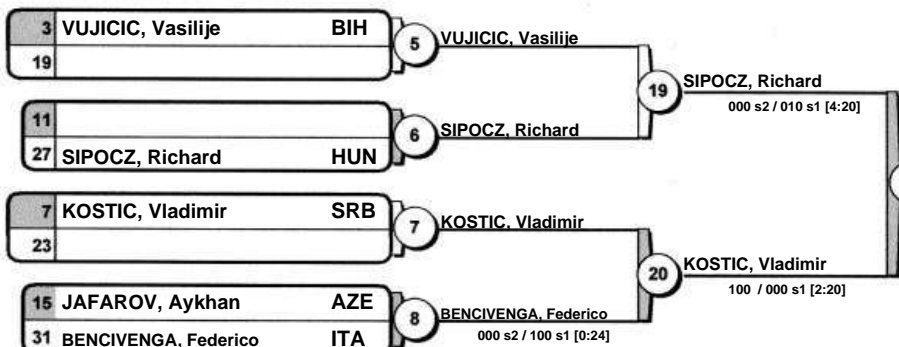 3 VUJICIC, Vasilije BIH
19
5
VUJICIC, Vasilije
11
27 SIPOCZ, Richard HUN
6
SIPOCZ, Richard
19
SIPOCZ, Richard
000 s2 / 010 s1 [4:20]
7 KOSTIC, Vladimir SRB
23
7
KOSTIC, Vladimir
15 JAFAROV, Aykhan AZE
31 BENCIVENGA, Federico ITA
8
BENCIVENGA, Federico
000 s2 / 100 s1 [0:24]
20
KOSTIC, Vladimir
100 / 000 s1 [2:20]